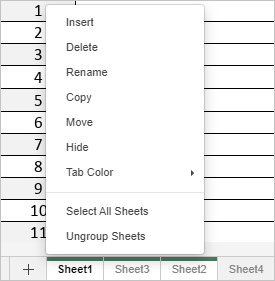 1
2
3
4
5
6
7
8
9
10
11
Insert
Delete
Rename
Copy
Move
Hide
Tab Color
Select All Sheets
Ungroup Sheets
+ Sheet1 Sheet3 Sheet2 Sheet4